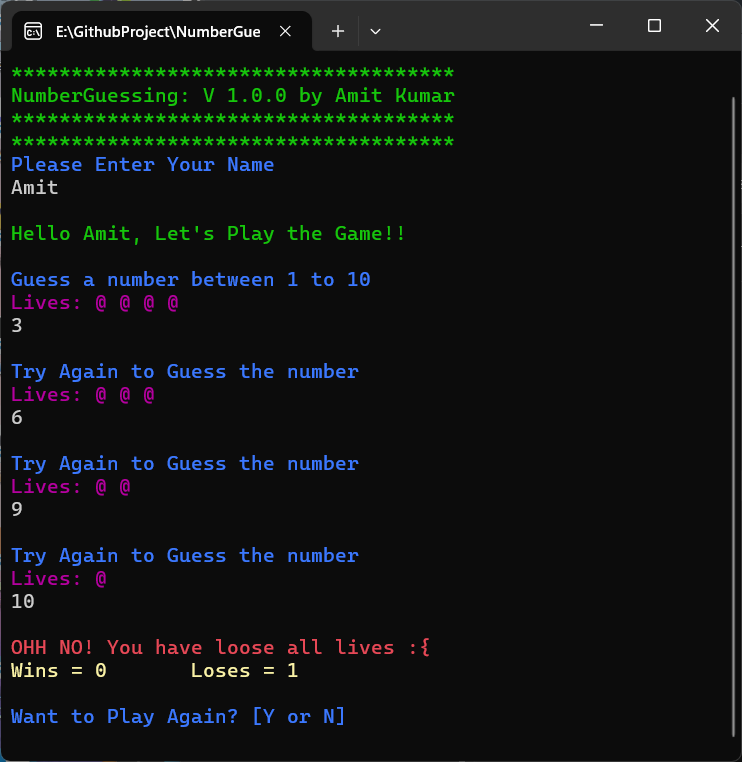 E:\GithubProject\NumberGue
*************************************
NumberGuessing: V 1.0.0 by Amit Kumar
*************************************
*************************************
Please Enter Your Name
Amit
Hello Amit, Let's Play the Game!!
Guess a number between 1 to 10
Lives: @ @ @ @
3
Try Again to Guess the number
Lives: @ @ @
6
Try Again to Guess the number
Lives: @ @
9
Try Again to Guess the number
Lives: @
10
OHH NO! You have loose all lives :{
Wins = 0       Loses = 1
Want to Play Again? [Y or N]